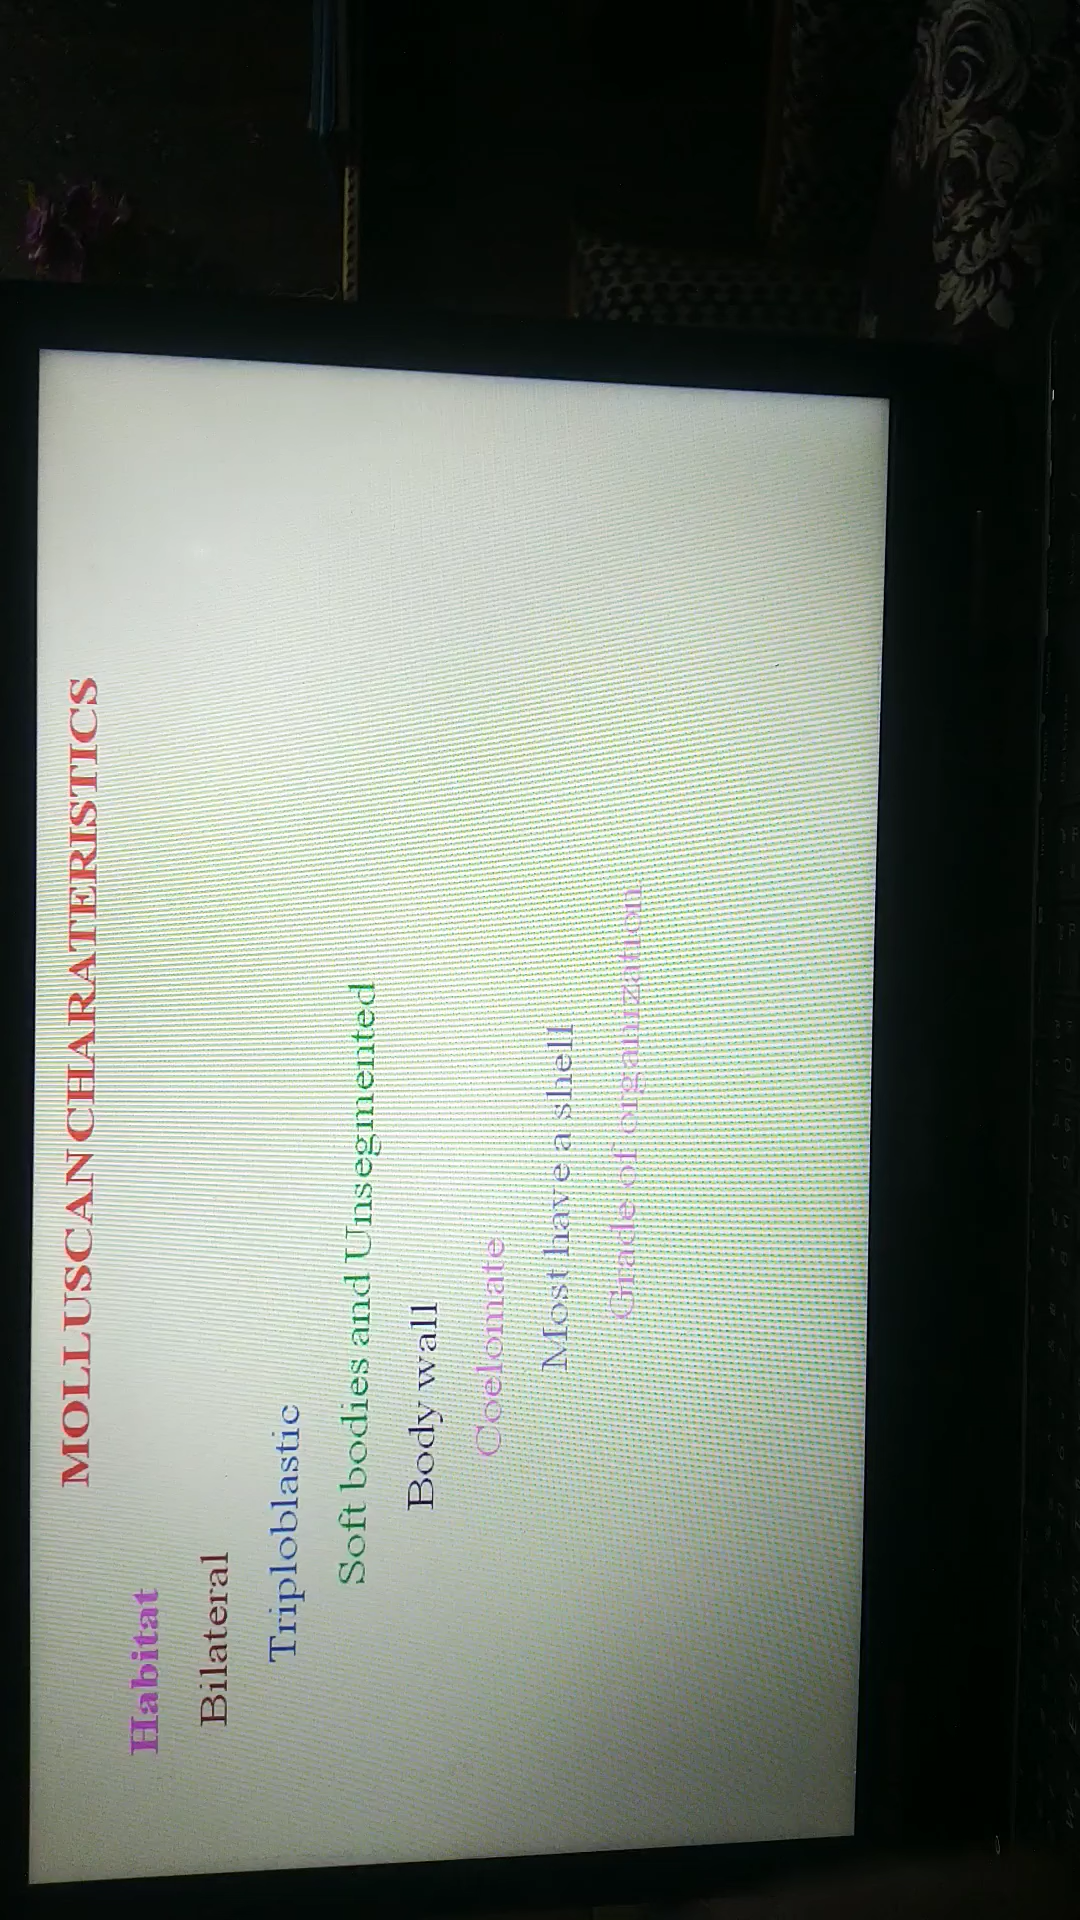 MOLLUSCAN CHARATERISTICS
Habitat
Bilateral
Triploblastic
Soft bodies and Unsegmented
Body wall
Coelomate
Most have a shell
Grade of organization.